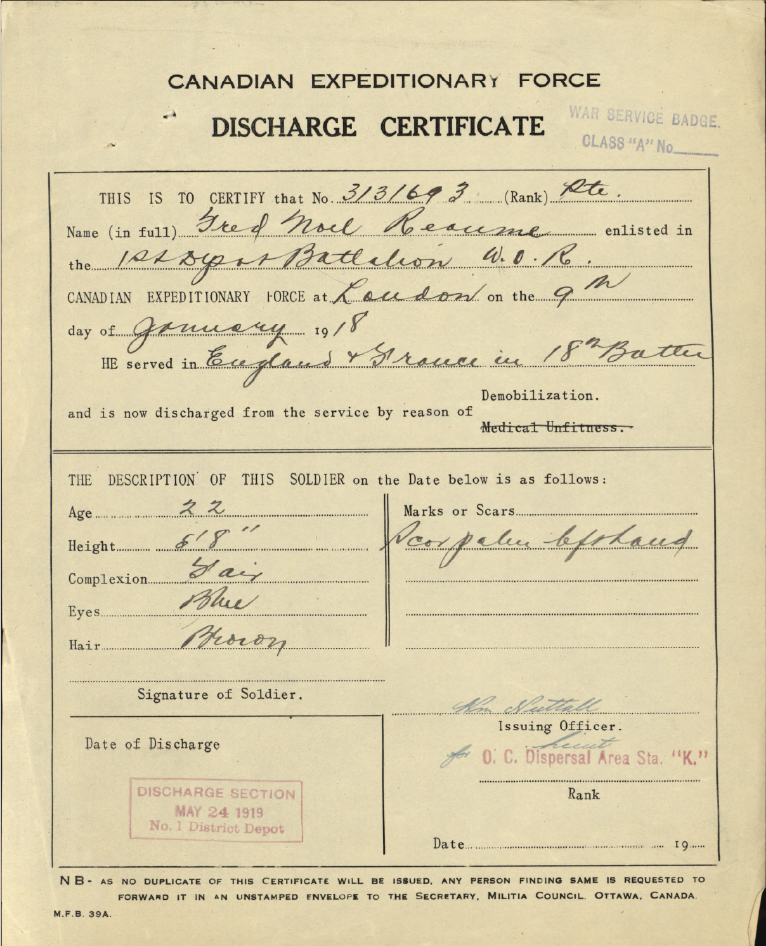 CANADIAN EXPEDITIONARY FORCE
DISCHARGE CERTIFICATE
WAR SERVICE BADGE.
CLASS "A" No
THIS IS TO CERTIFY that No. 3131693 (Rank) Pte.
Name (in full) Fred Noel Reaume enlisted in
the 1st Depot Battalion W.O.R.
CANADIAN EXPEDITIONARY FORCE at London on the 9th
day of January 1918
HE served in England & France in 18th Battn
Demobilization.
and is now discharged from the service by reason of
Medical Unfitness.
THE DESCRIPTION OF THIS SOLDIER on the Date below is as follows:
Age 22
Height 5'8"
Complexion Fair
Eyes Blue
Hair Brown
Marks or Scars
Scar palm left hand
Signature of Soldier.
Nuttall
Issuing Officer.
Lieut
for O. C. Dispersal Area Sta. "K."
Rank
Date of Discharge
DISCHARGE SECTION
MAY 24 1919
No. 1 District Depot
Date 19
NB- AS NO DUPLICATE OF THIS CERTIFICATE WILL BE ISSUED, ANY PERSON FINDING SAME IS REQUESTED TO
FORWARD IT IN AN UNSTAMPED ENVELOPE TO THE SECRETARY, MILITIA COUNCIL, OTTAWA, CANADA.
M.F.B. 39A.